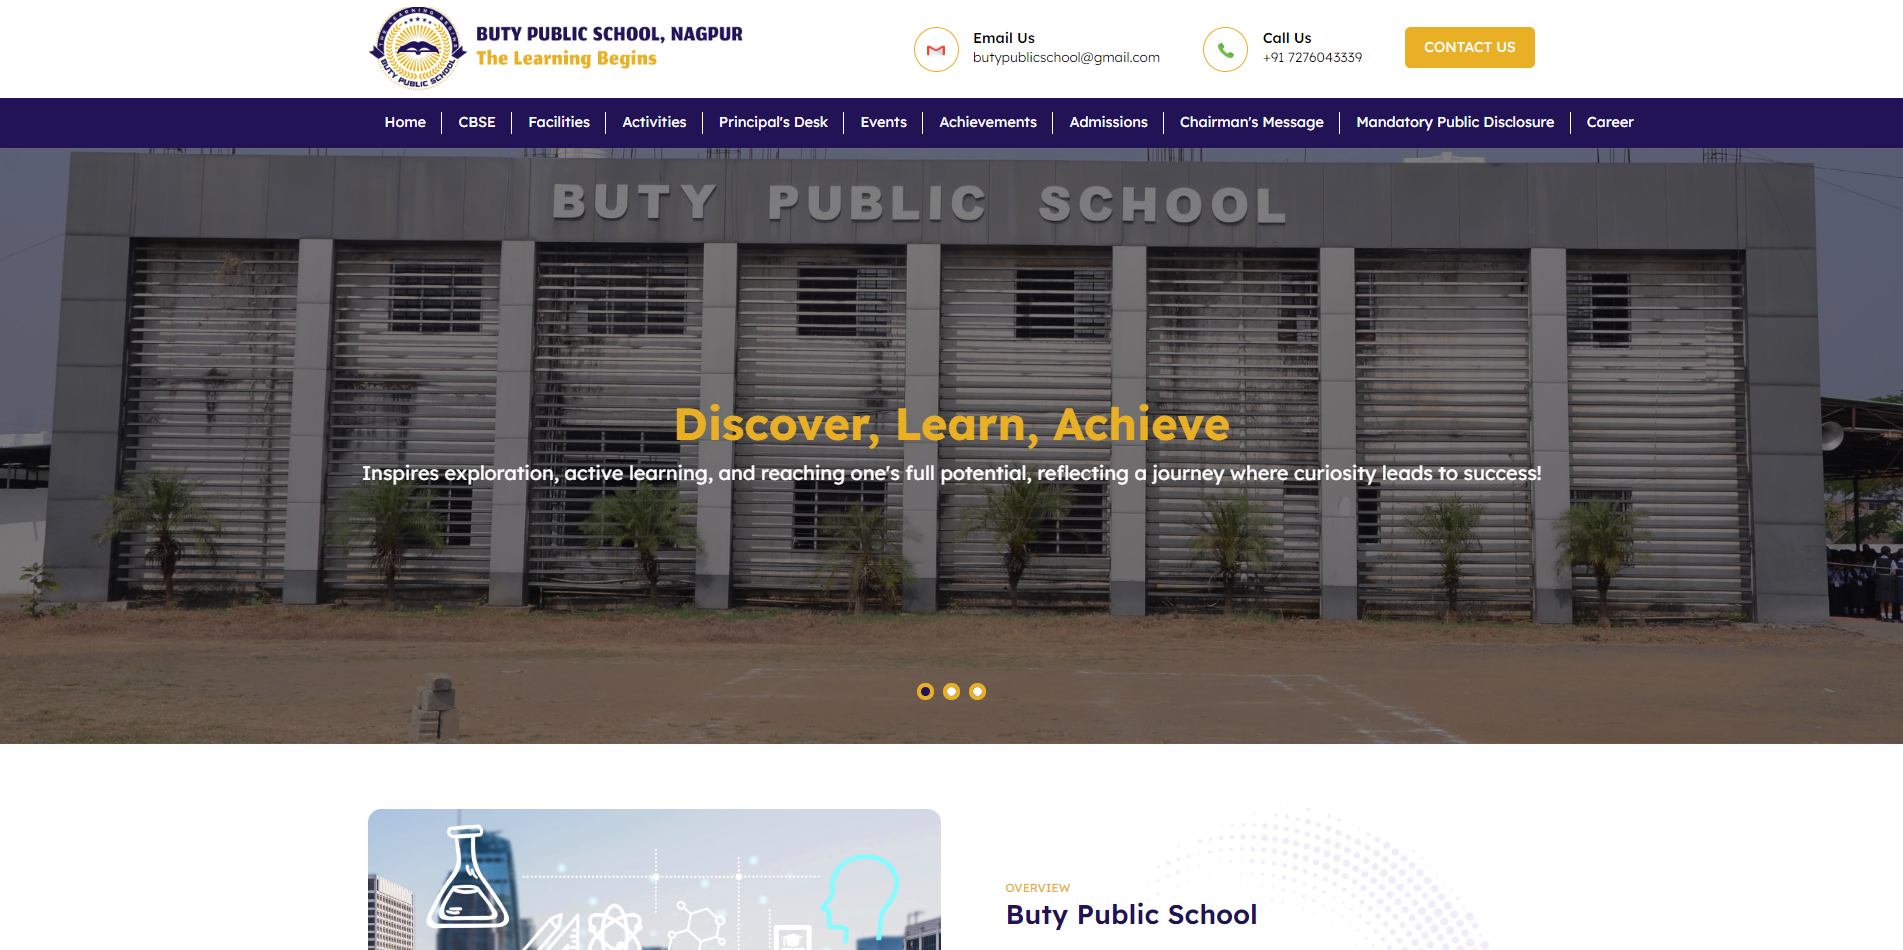 THE LEARNING BEGINS
BUTY PUBLIC SCHOOL
BUTY PUBLIC SCHOOL, NAGPUR
The Learning Begins
Email Us
butypublicschool@gmail.com
Call Us
+91 7276043339
CONTACT US
Home
CBSE
Facilities
Activities
Principal's Desk
Events
Achievements
Admissions
Chairman's Message
Mandatory Public Disclosure
Career
BUTY PUBLIC SCHOOL
Discover, Learn, Achieve
Inspires exploration, active learning, and reaching one's full potential, reflecting a journey where curiosity leads to success!
OVERVIEW
Buty Public School